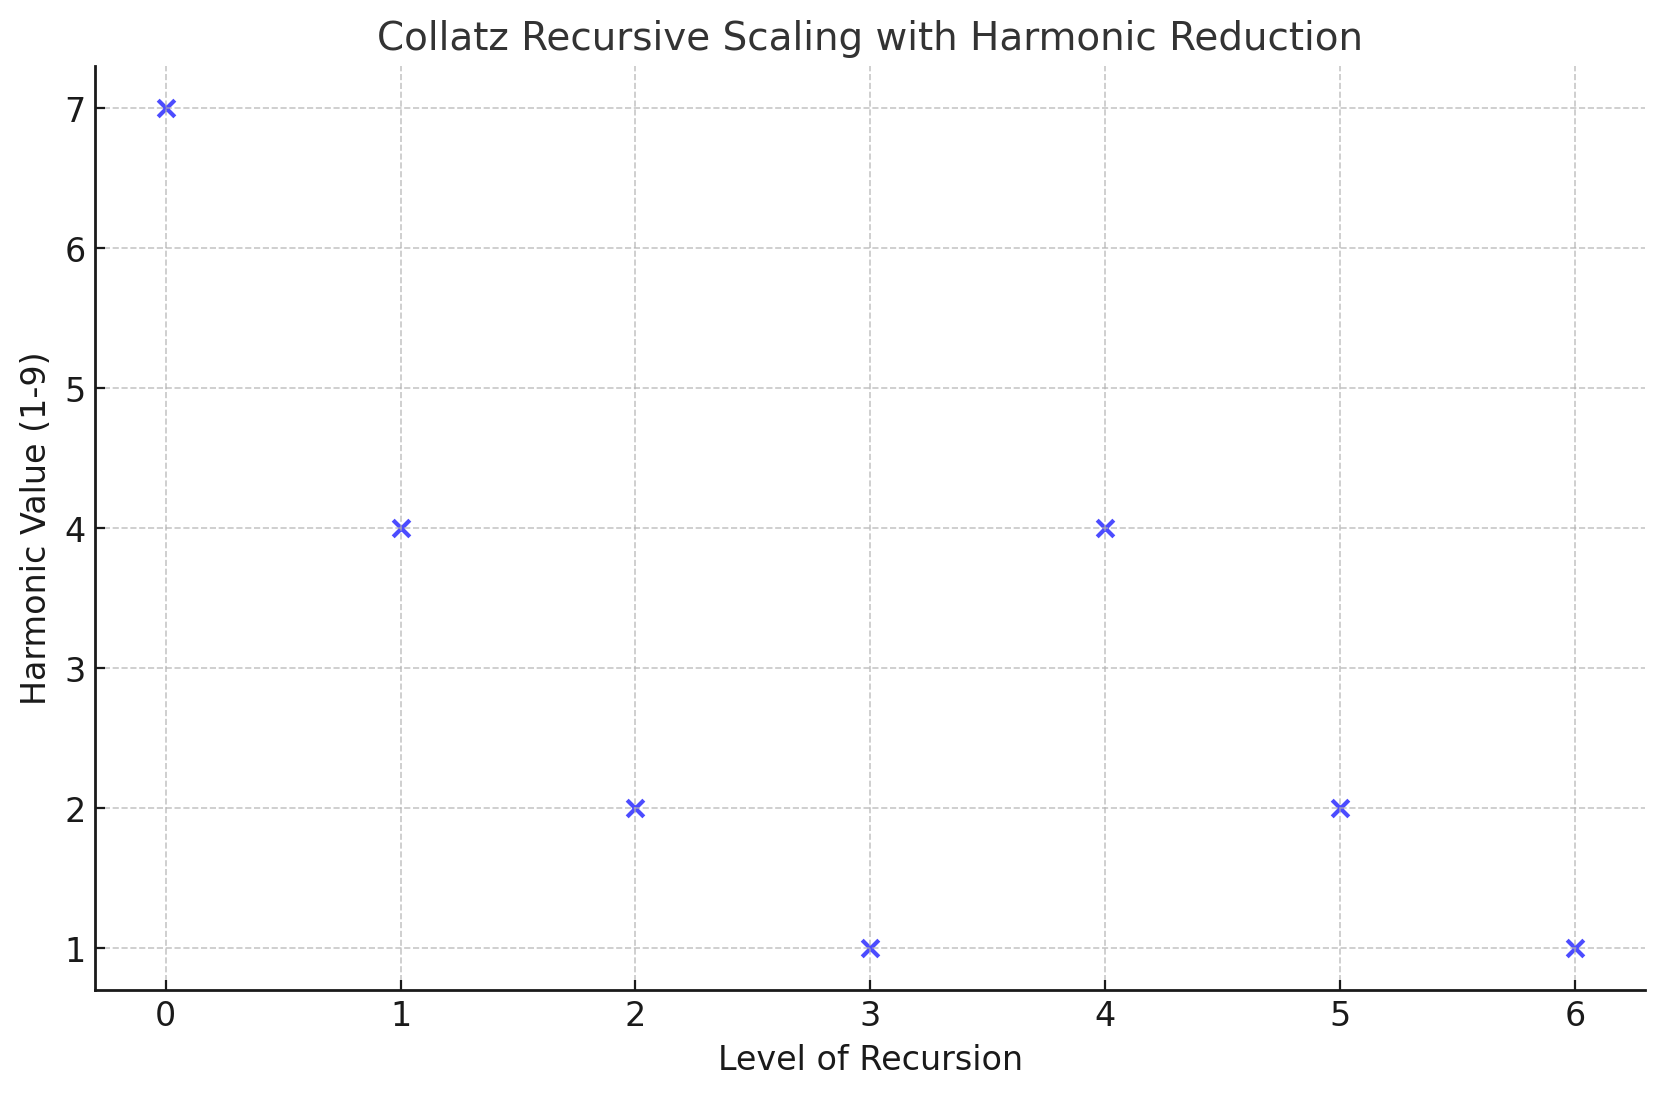 Collatz Recursive Scaling with Harmonic Reduction
Harmonic Value (1-9)
7
6
5
4
3
2
1
0 1 2 3 4 5 6
Level of Recursion